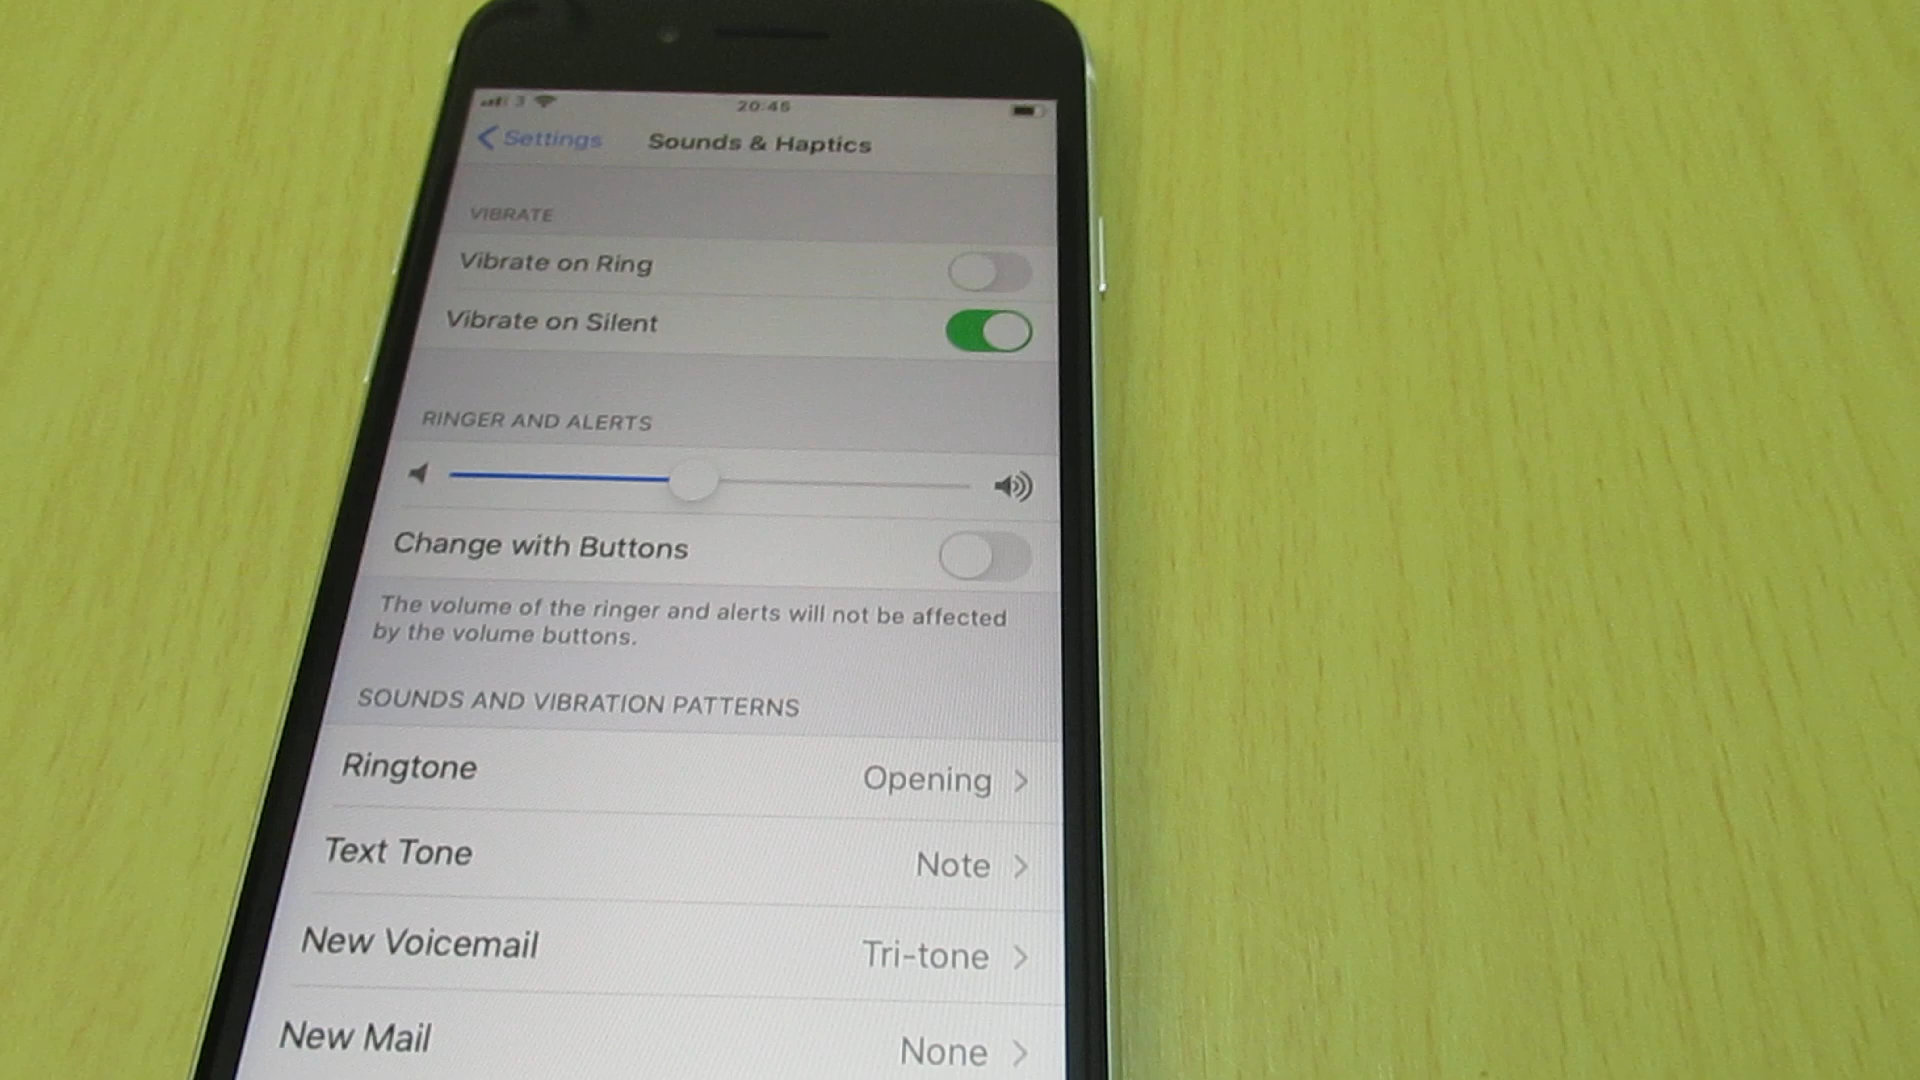 3 20:45
Settings Sounds & Haptics
VIBRATE
Vibrate on Ring
Vibrate on Silent
RINGER AND ALERTS
Change with Buttons
The volume of the ringer and alerts will not be affected
by the volume buttons.
SOUNDS AND VIBRATION PATTERNS
Ringtone Opening
Text Tone Note
New Voicemail Tri-tone
New Mail None